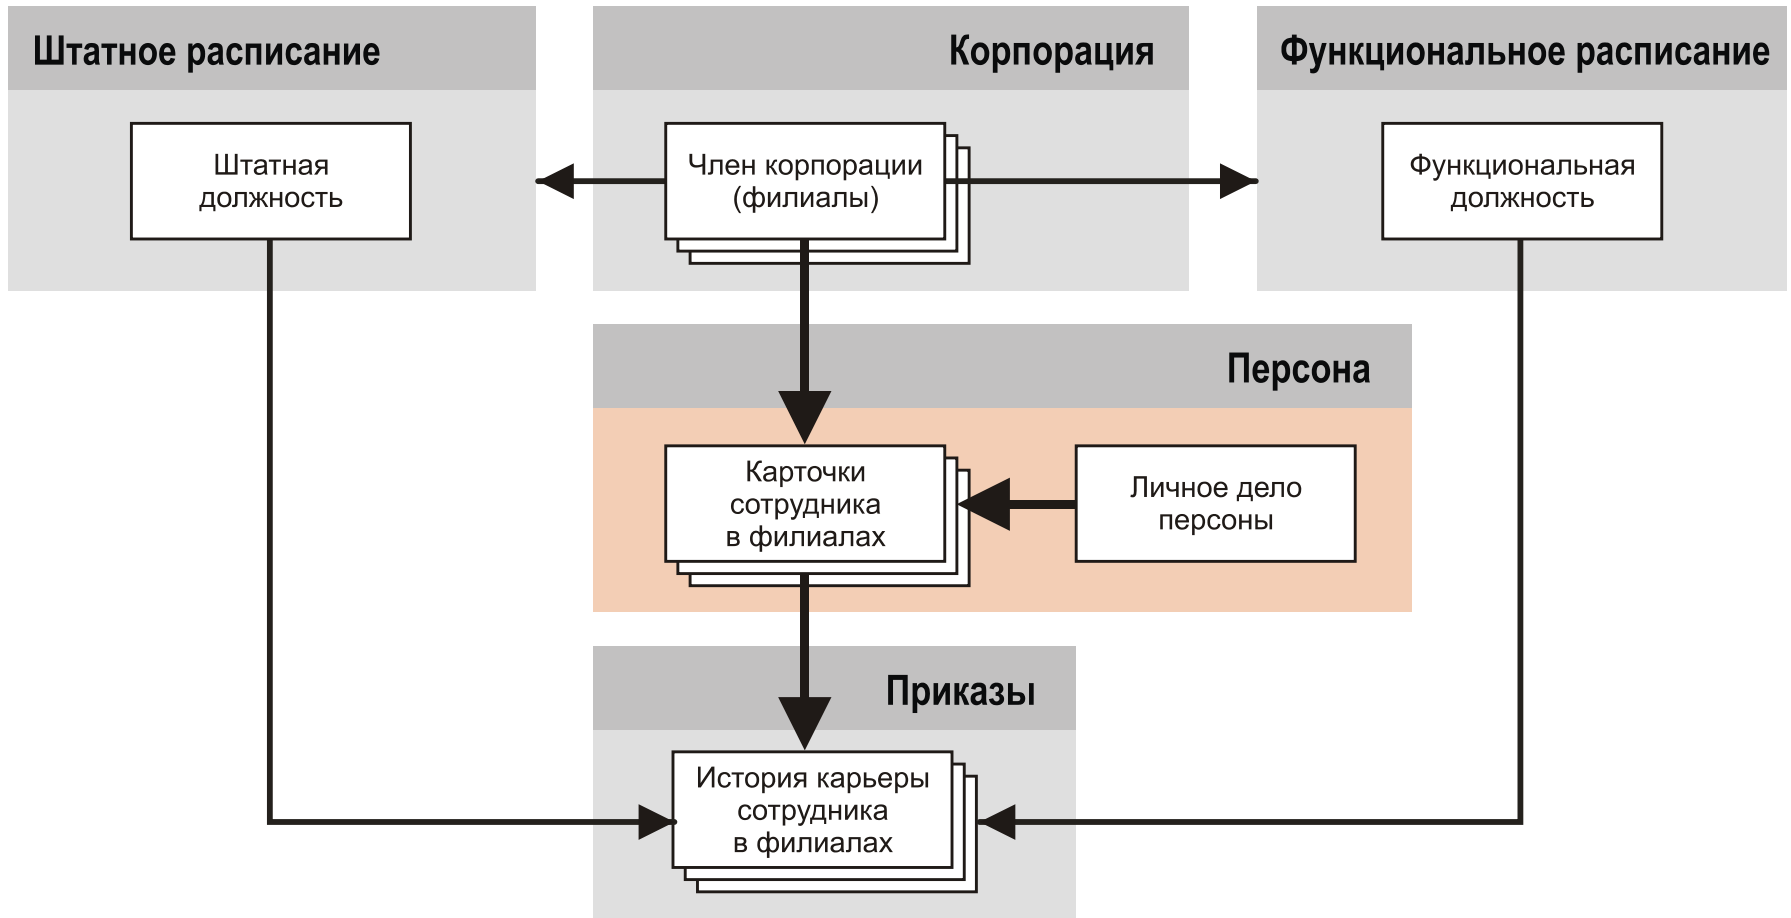 Штатное расписание
Корпорация
Функциональное расписание
Штатная
должность
Член корпорации
(филиалы)
Функциональная
должность
Персона
Карточки
сотрудника
в филиалах
Личное дело
персоны
Приказы
История карьеры
сотрудника
в филиалах